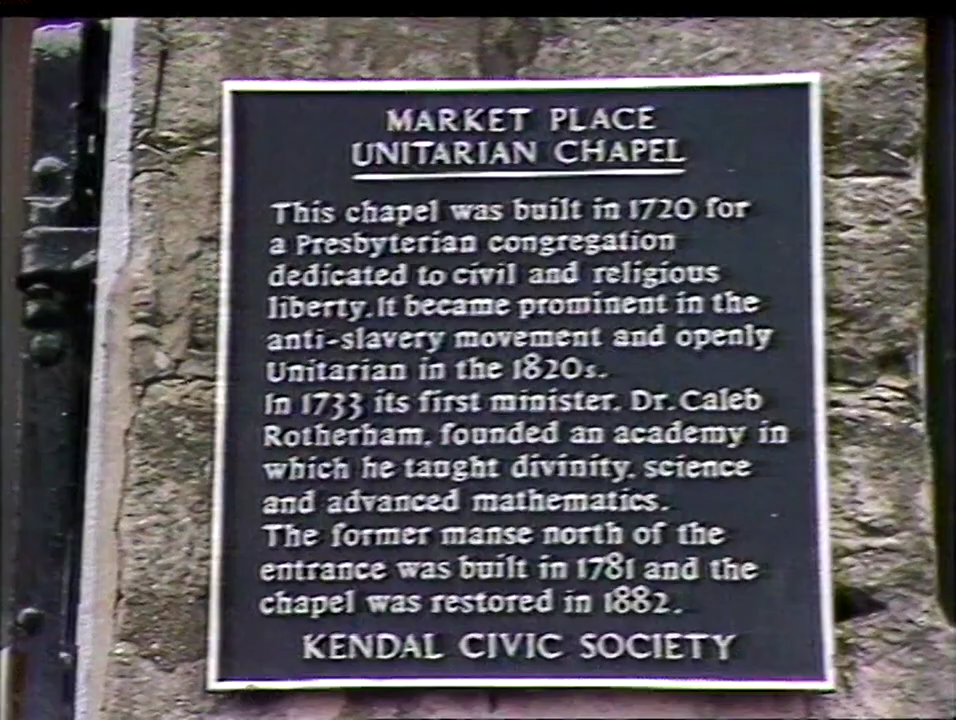 MARKET PLACE
UNITARIAN CHAPEL
This chapel was built in 1720 for
a Presbyterian congregation
dedicated to civil and religious
liberty. It became prominent in the
anti-slavery movement and openly
Unitarian in the 1820s.
In 1733 its first minister, Dr. Caleb
Rotherham, founded an academy in
which he taught divinity, science
and advanced mathematics.
The former manse north of the
entrance was built in 1781 and the
chapel was restored in 1882.
KENDAL CIVIC SOCIETY